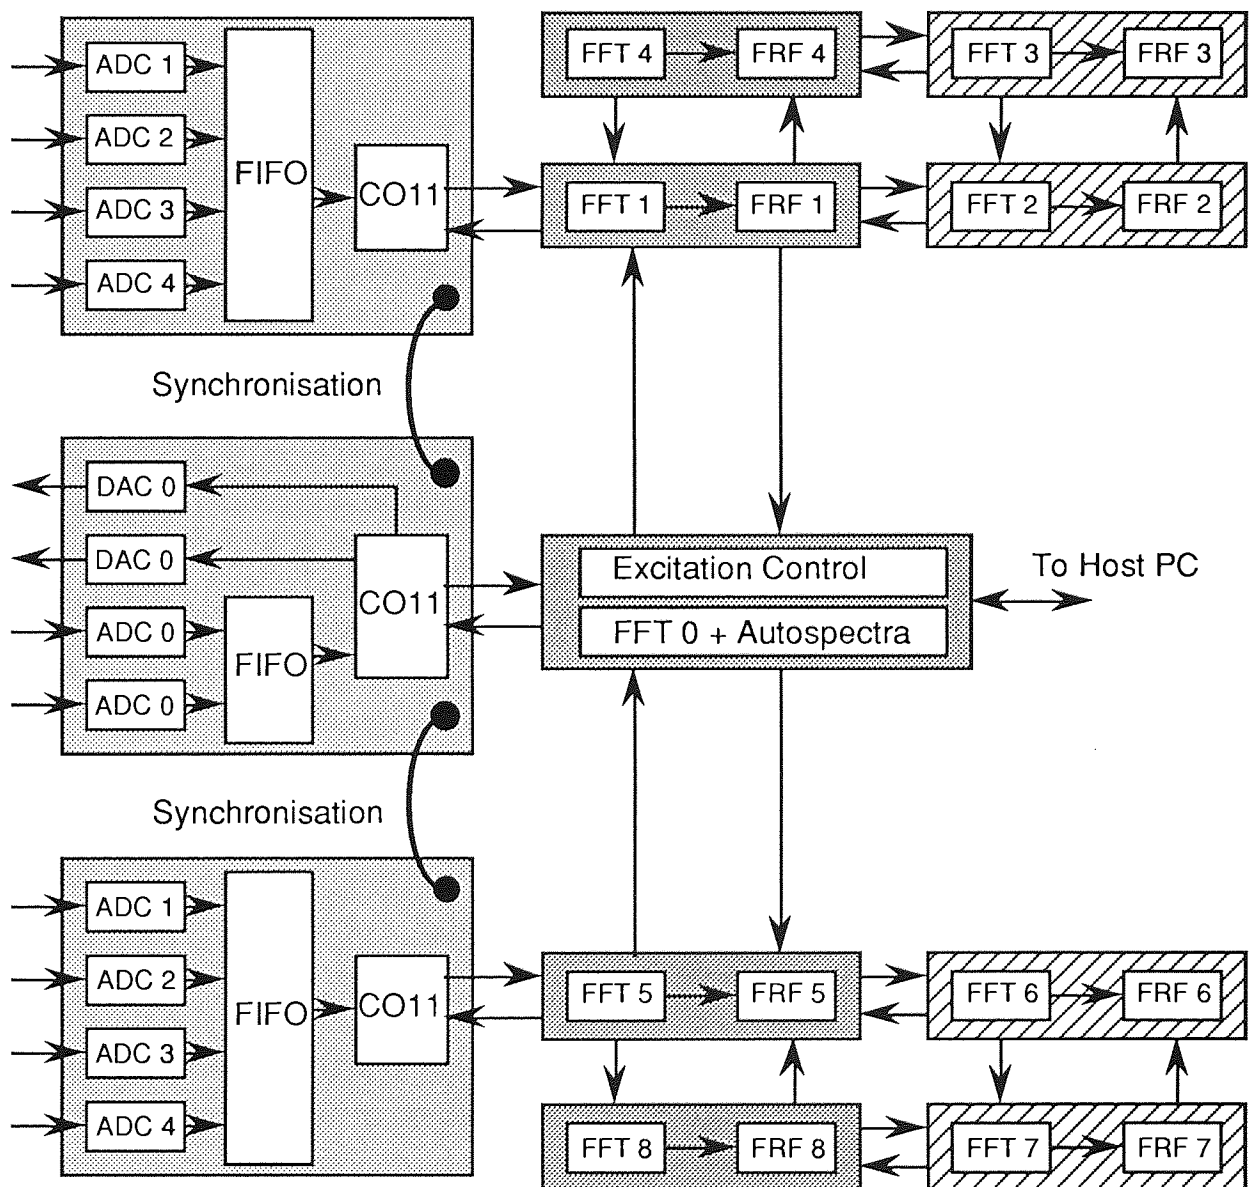 ADC 1
ADC 2
ADC 3
ADC 4
FIFO
CO11
FFT 4
FRF 4
FFT 3
FRF 3
FFT 1
FRF 1
FFT 2
FRF 2
Synchronisation
DAC 0
DAC 0
ADC 0
ADC 0
FIFO
CO11
Excitation Control
FFT 0 + Autospectra
To Host PC
Synchronisation
ADC 1
ADC 2
ADC 3
ADC 4
FIFO
CO11
FFT 5
FRF 5
FFT 6
FRF 6
FFT 8
FRF 8
FFT 7
FRF 7